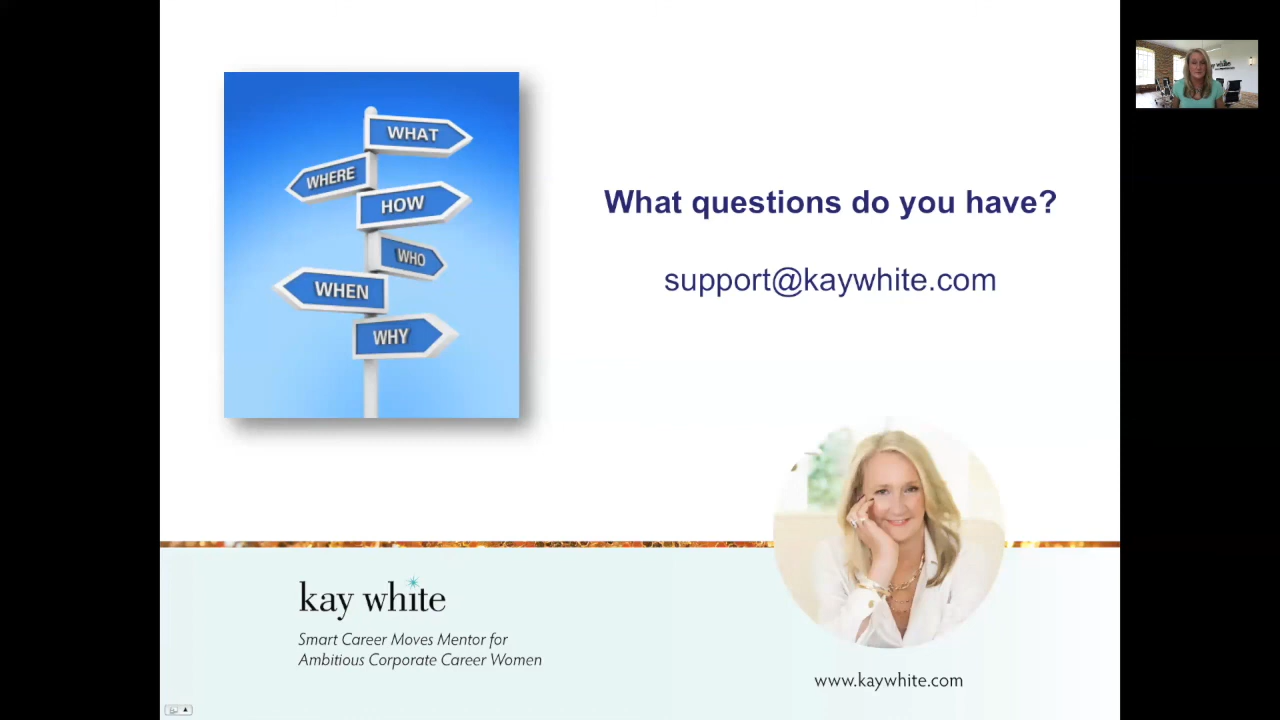 WHAT
WHERE
HOW
WHO
WHEN
WHY
What questions do you have?
support@kaywhite.com
kay white
Smart Career Moves Mentor for
Ambitious Corporate Career Women
www.kaywhite.com